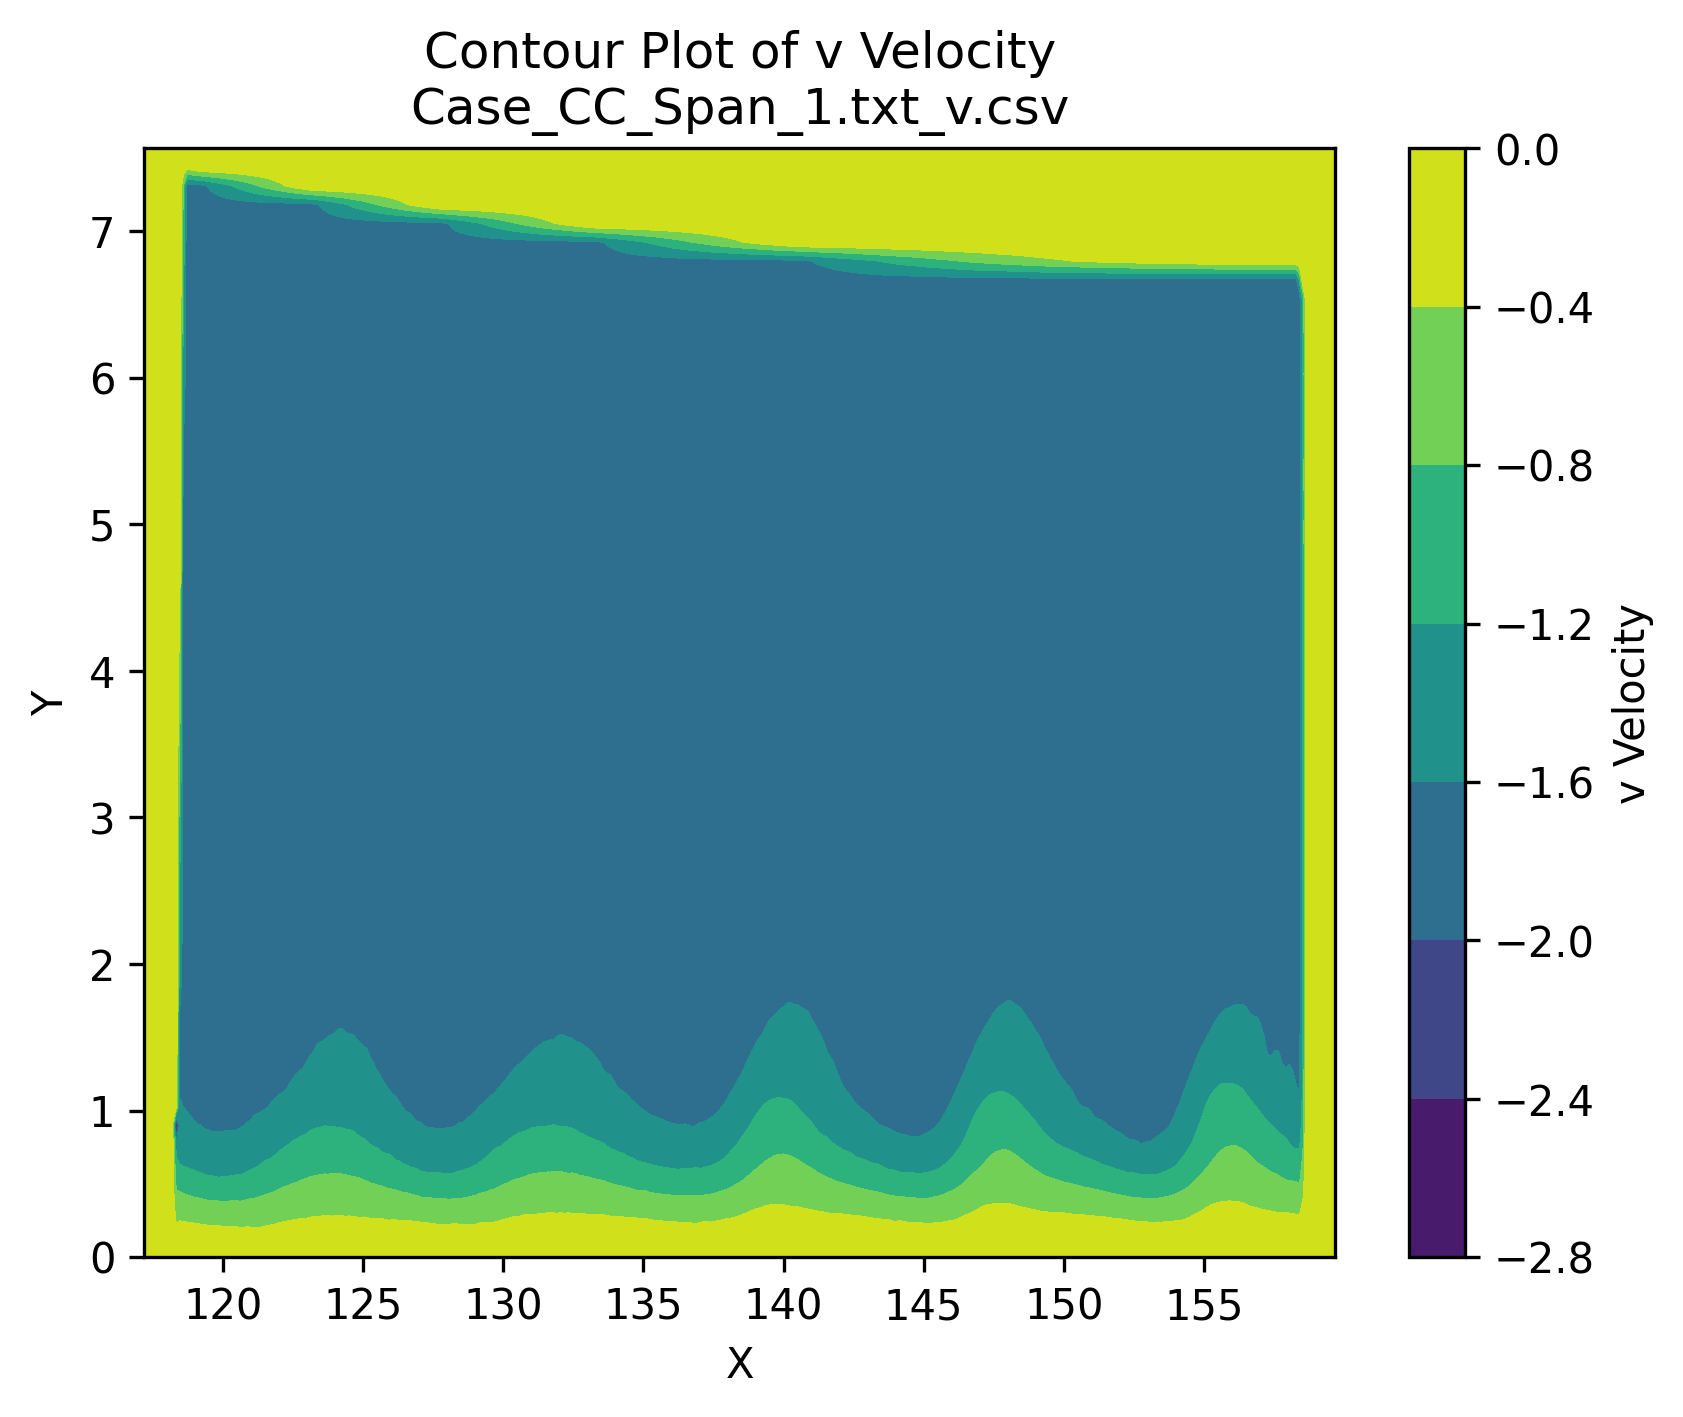 Contour Plot of v Velocity
Case_CC_Span_1.txt_v.csv
7
6
5
4
3
2
1
0
Y
120 125 130 135 140 145 150 155
X
0.0
−0.4
−0.8
−1.2
−1.6
−2.0
−2.4
−2.8
v Velocity